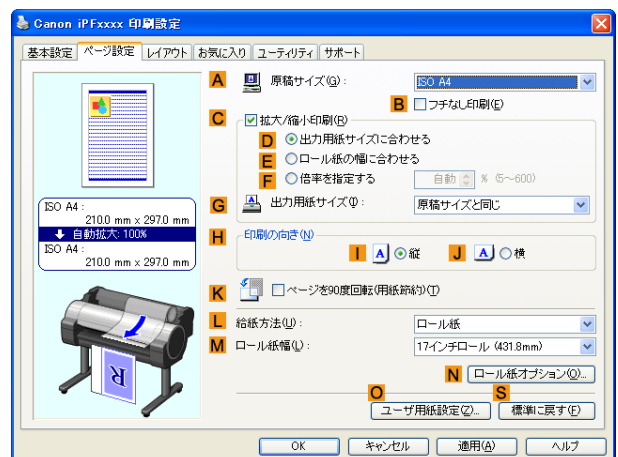 Canon iPFxxxx 印刷設定
基本設定 ページ設定 レイアウト お気に入り ユーティリティ サポート
A 原稿サイズ(G): ISO A4
B フチなし印刷(E)
C 拡大/縮小印刷(R)
D 出力用紙サイズに合わせる
E ロール紙の幅に合わせる
F 倍率を指定する 自動 % (5～600)
G 出力用紙サイズ(I): 原稿サイズと同じ
ISO A4 :
210.0 mm x 297.0 mm
自動拡大: 100%
ISO A4 :
210.0 mm x 297.0 mm
H 印刷の向き(N)
I A 縦 J A 横
K ページを90度回転(用紙節約)(T)
L 給紙方法(U): ロール紙
M ロール紙幅(L): 17インチロール (431.8mm)
N ロール紙オプション(O)...
O S
ユーザ用紙設定(Z)... 標準に戻す(F)
R
OK キャンセル 適用(A) ヘルプ